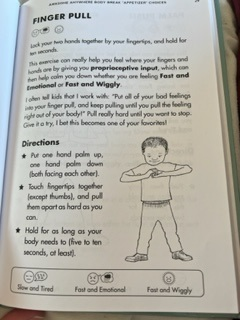 AWESOME ANYWHERE BODY BREAK "APPETIZER" CHOICES
FINGER PULL
Lock your two hands together by your fingertips, and hold for
ten seconds.
This exercise can really help you feel where your fingers and
hands are by giving you proprioceptive input, which can
then help calm you down whether you are feeling Fast and
Emotional or Fast and Wiggly.
I often tell kids that I work with: "Put all of your bad feelings
into your finger pull, and keep pulling until you pull the feeling
right out of your body!" Pull really hard until you want to stop.
Give it a try, I bet this becomes one of your favorites!
Directions
★ Put one hand palm up,
one hand palm down
(both facing each other).
★ Touch fingertips together
(except thumbs), and pull
them apart as hard as you
can.
★ Hold for as long as your
body needs to (five to ten
seconds, at least).
Slow and Tired
Fast and Emotional
Fast and Wiggly